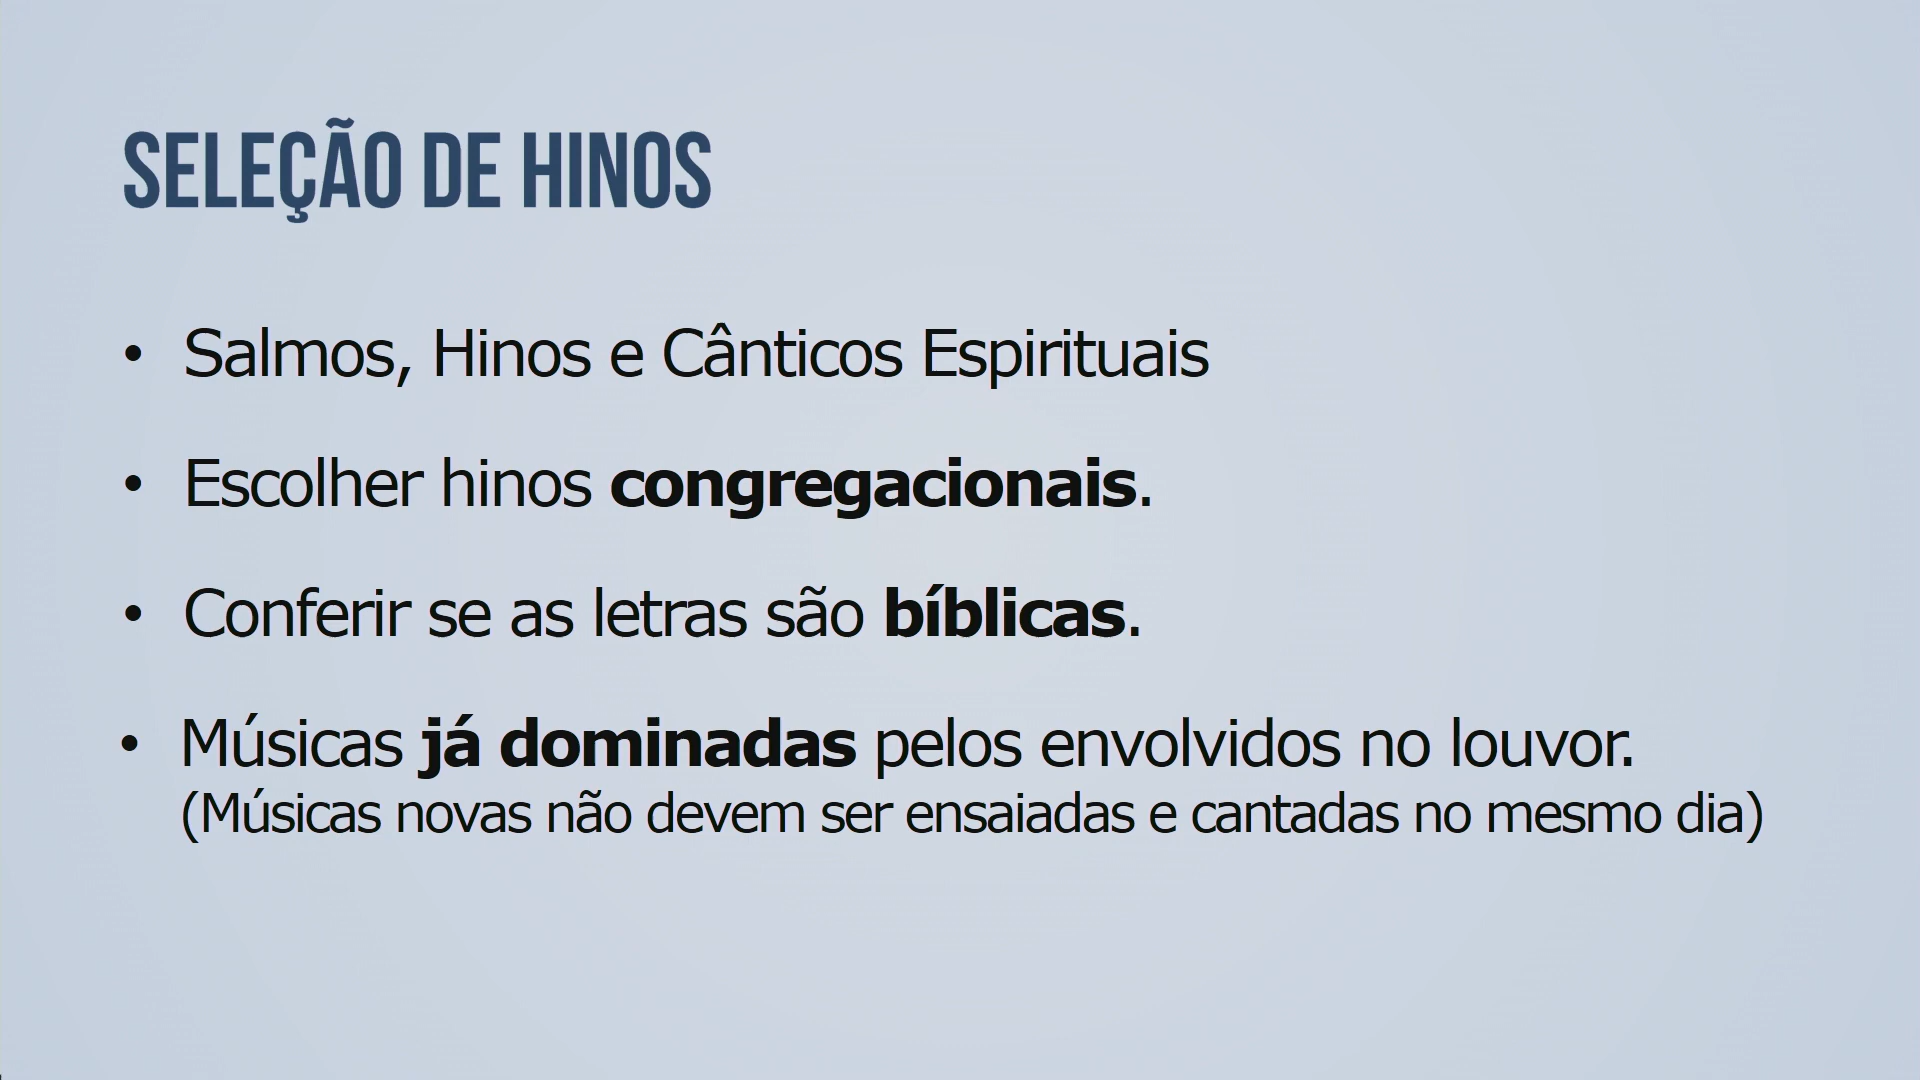 SELEÇÃO DE HINOS
• Salmos, Hinos e Cânticos Espirituais
• Escolher hinos congregacionais.
• Conferir se as letras são bíblicas.
• Músicas já dominadas pelos envolvidos no louvor.
(Músicas novas não devem ser ensaiadas e cantadas no mesmo dia)